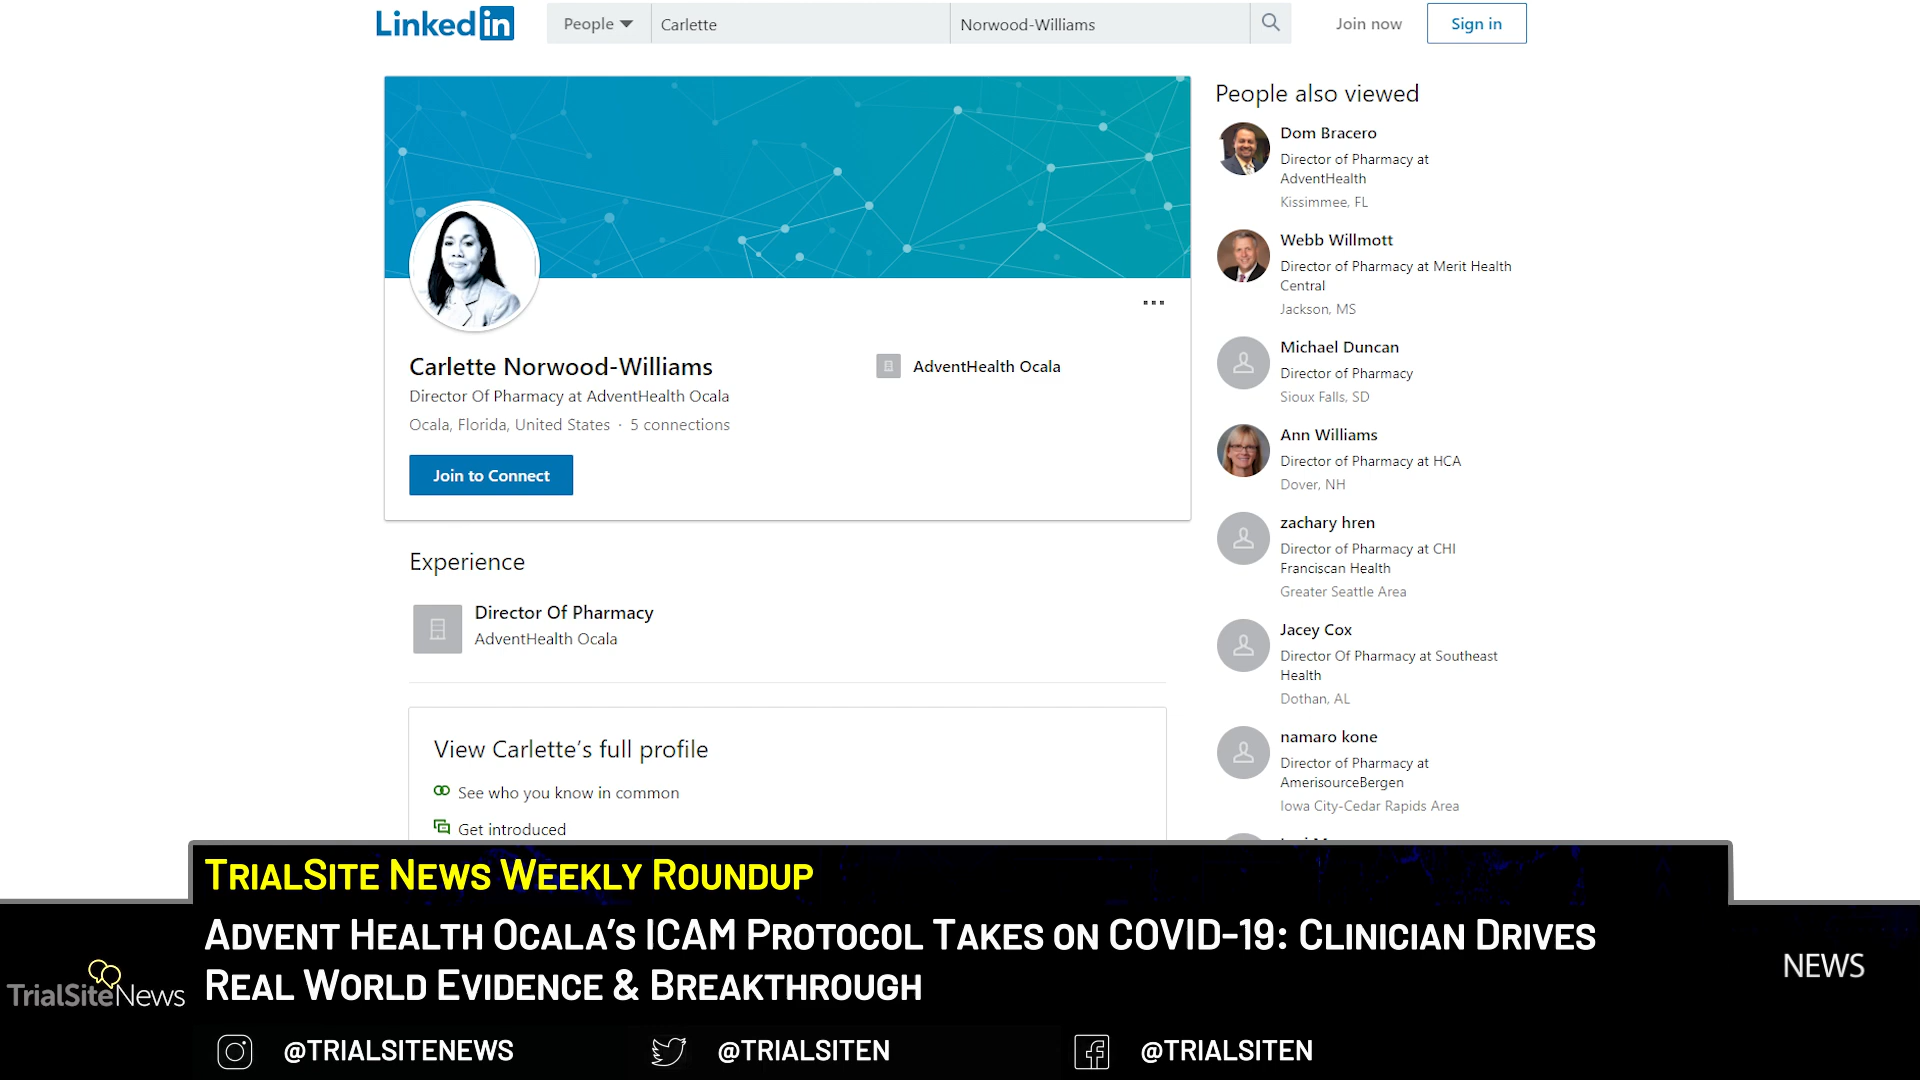 Linked in
People
Carlette
Norwood-Williams
Join now
Sign in
Carlette Norwood-Williams
Director Of Pharmacy at AdventHealth Ocala
Ocala, Florida, United States · 5 connections
AdventHealth Ocala
Join to Connect
Experience
Director Of Pharmacy
AdventHealth Ocala
View Carlette's full profile
See who you know in common
Get introduced
People also viewed
Dom Bracero
Director of Pharmacy at
AdventHealth
Kissimmee, FL
Webb Willmott
Director of Pharmacy at Merit Health
Central
Jackson, MS
Michael Duncan
Director of Pharmacy
Sioux Falls, SD
Ann Williams
Director of Pharmacy at HCA
Dover, NH
zachary hren
Director of Pharmacy at CHI
Franciscan Health
Greater Seattle Area
Jacey Cox
Director Of Pharmacy at Southeast
Health
Dothan, AL
namaro kone
Director of Pharmacy at
AmerisourceBergen
Iowa City-Cedar Rapids Area
TrialSite News Weekly Roundup
Advent Health Ocala's ICAM Protocol Takes on COVID-19: Clinician Drives
Real World Evidence & Breakthrough
TrialSiteNews
NEWS
@TRIALSITENEWS
@TRIALSITEN
@TRIALSITEN